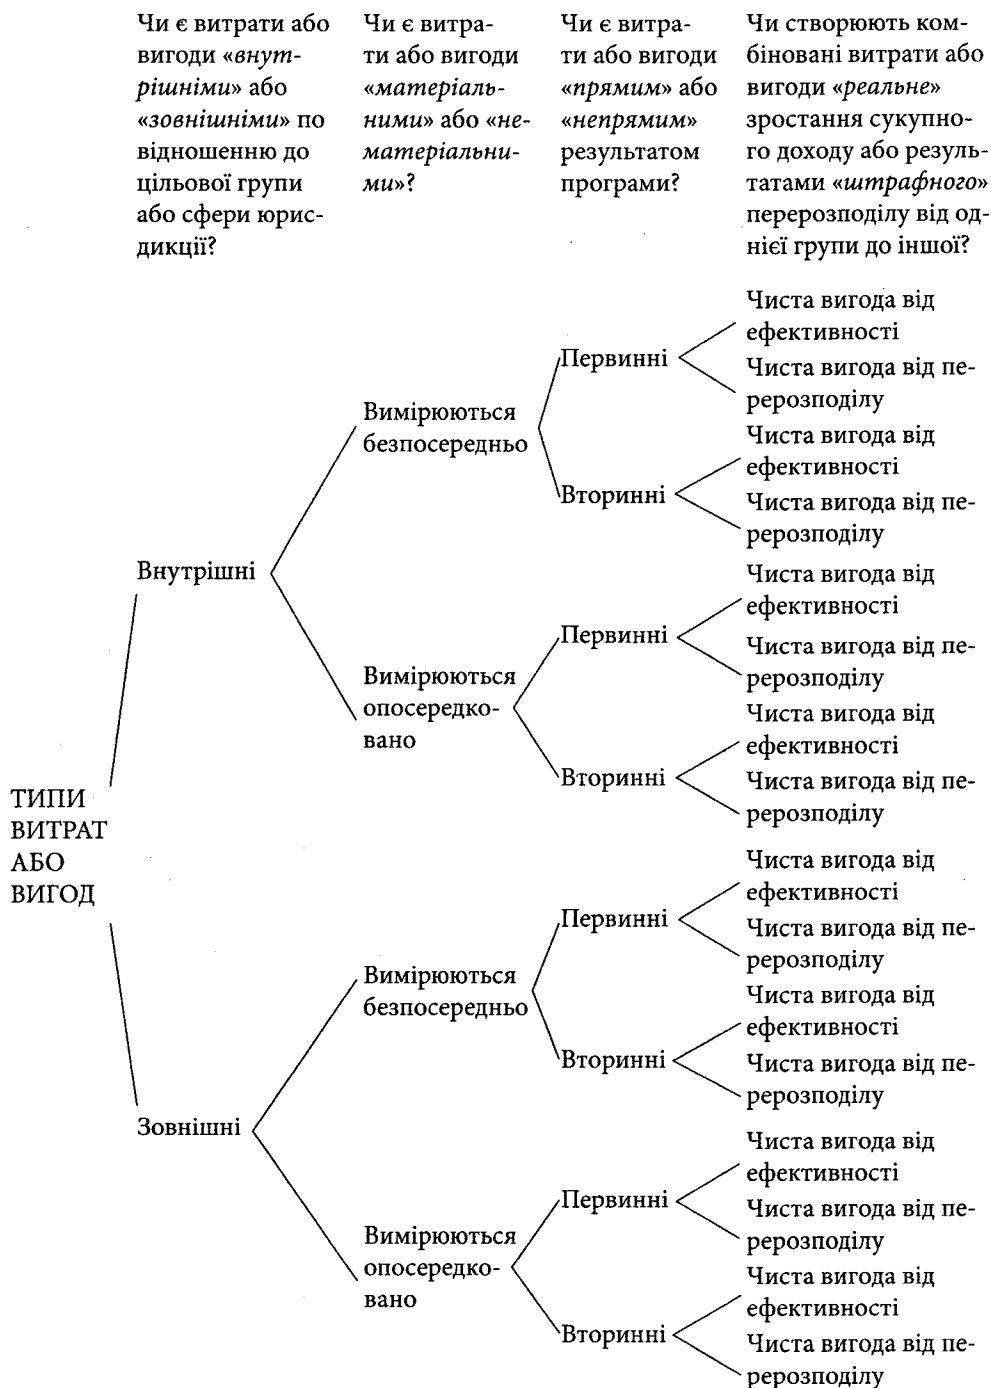 Чи є витрати або
вигоди «внут-
рішніми» або
«зовнішніми» по
відношенню до
цільової групи
або сфери юрис-
дикції?
Чи є витра-
ти або вигоди
«матеріаль-
ними» або «не-
матеріальни-
ми»?
Чи є витра-
ти або вигоди
«прямим» або
«непрямим»
результатом
програми?
Чи створюють ком-
біновані витрати або
вигоди «реальне»
зростання сукупно-
го доходу або резуль-
татами «штрафного»
перерозподілу від од-
нієї групи до іншої?
ТИПИ
ВИТРАТ
АБО
ВИГОД
Внутрішні
Вимірюються
безпосередньо
Первинні
Чиста вигода від
ефективності
Чиста вигода від пе-
рерозподілу
Вторинні
Чиста вигода від
ефективності
Чиста вигода від пе-
рерозподілу
Вимірюються
опосередко-
вано
Первинні
Чиста вигода від
ефективності
Чиста вигода від пе-
рерозподілу
Вторинні
Чиста вигода від
ефективності
Чиста вигода від пе-
рерозподілу
Зовнішні
Вимірюються
безпосередньо
Первинні
Чиста вигода від
ефективності
Чиста вигода від пе-
рерозподілу
Вторинні
Чиста вигода від
ефективності
Чиста вигода від пе-
рерозподілу
Вимірюються
опосередко-
вано
Первинні
Чиста вигода від
ефективності
Чиста вигода від пе-
рерозподілу
Вторинні
Чиста вигода від
ефективності
Чиста вигода від пе-
рерозподілу